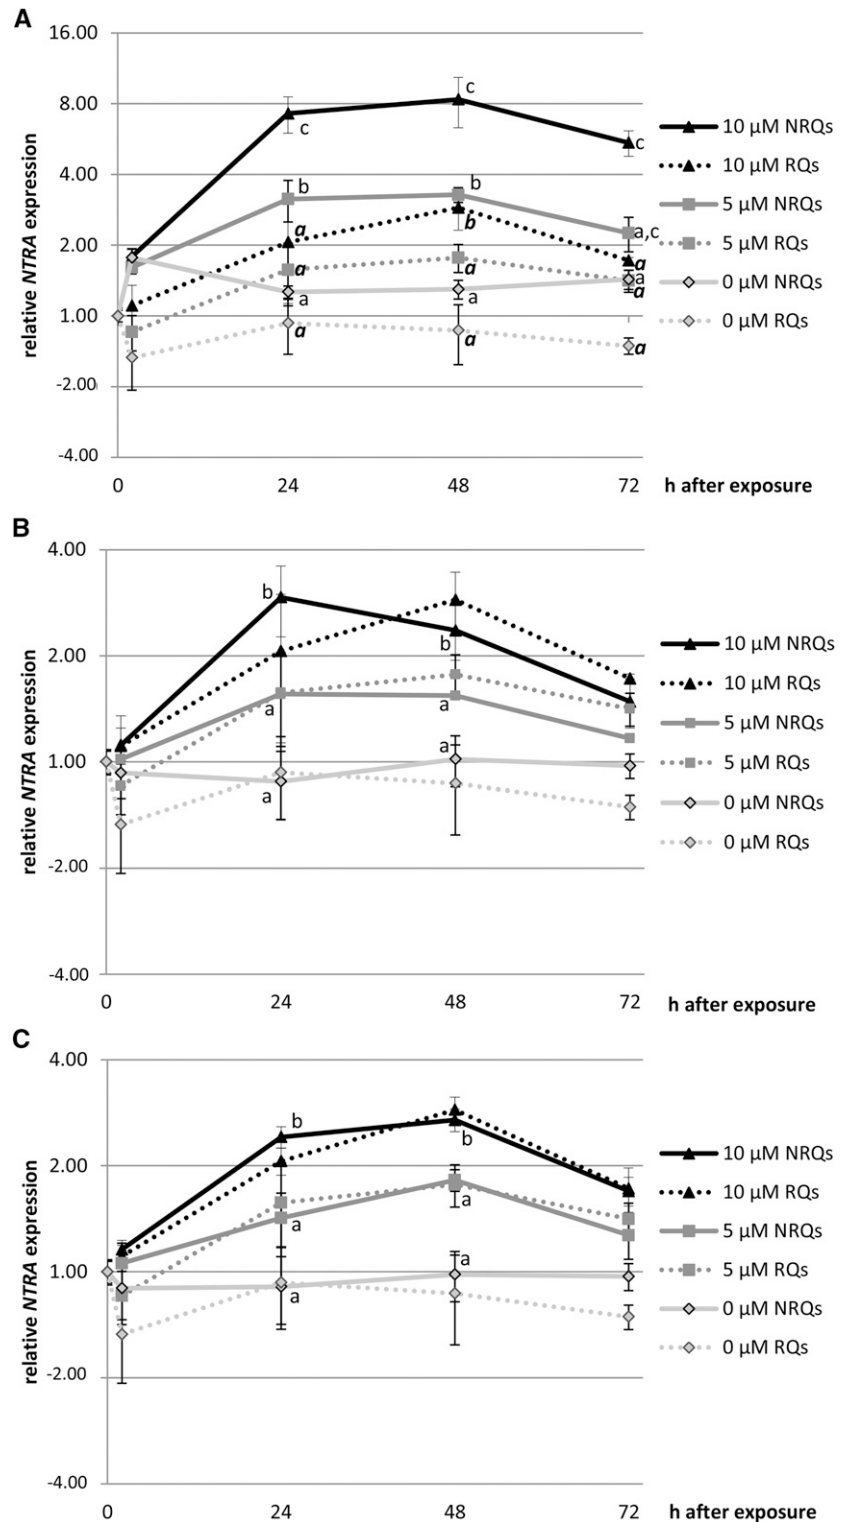 A
16.00
8.00
4.00
2.00
1.00
-2.00
-4.00
relative NTRA expression
c
c
c
b
b
a,c
a
b
a
a
a
a
a
a
a
a
a
a
0
24
48
72
h after exposure
10 µM NRQs
10 µM RQs
5 µM NRQs
5 µM RQs
0 µM NRQs
0 µM RQs
B
4.00
2.00
1.00
-2.00
-4.00
relative NTRA expression
b
b
a
a
a
a
0
24
48
72
h after exposure
10 µM NRQs
10 µM RQs
5 µM NRQs
5 µM RQs
0 µM NRQs
0 µM RQs
C
4.00
2.00
1.00
-2.00
-4.00
relative NTRA expression
b
b
a
a
a
a
0
24
48
72
h after exposure
10 µM NRQs
10 µM RQs
5 µM NRQs
5 µM RQs
0 µM NRQs
0 µM RQs